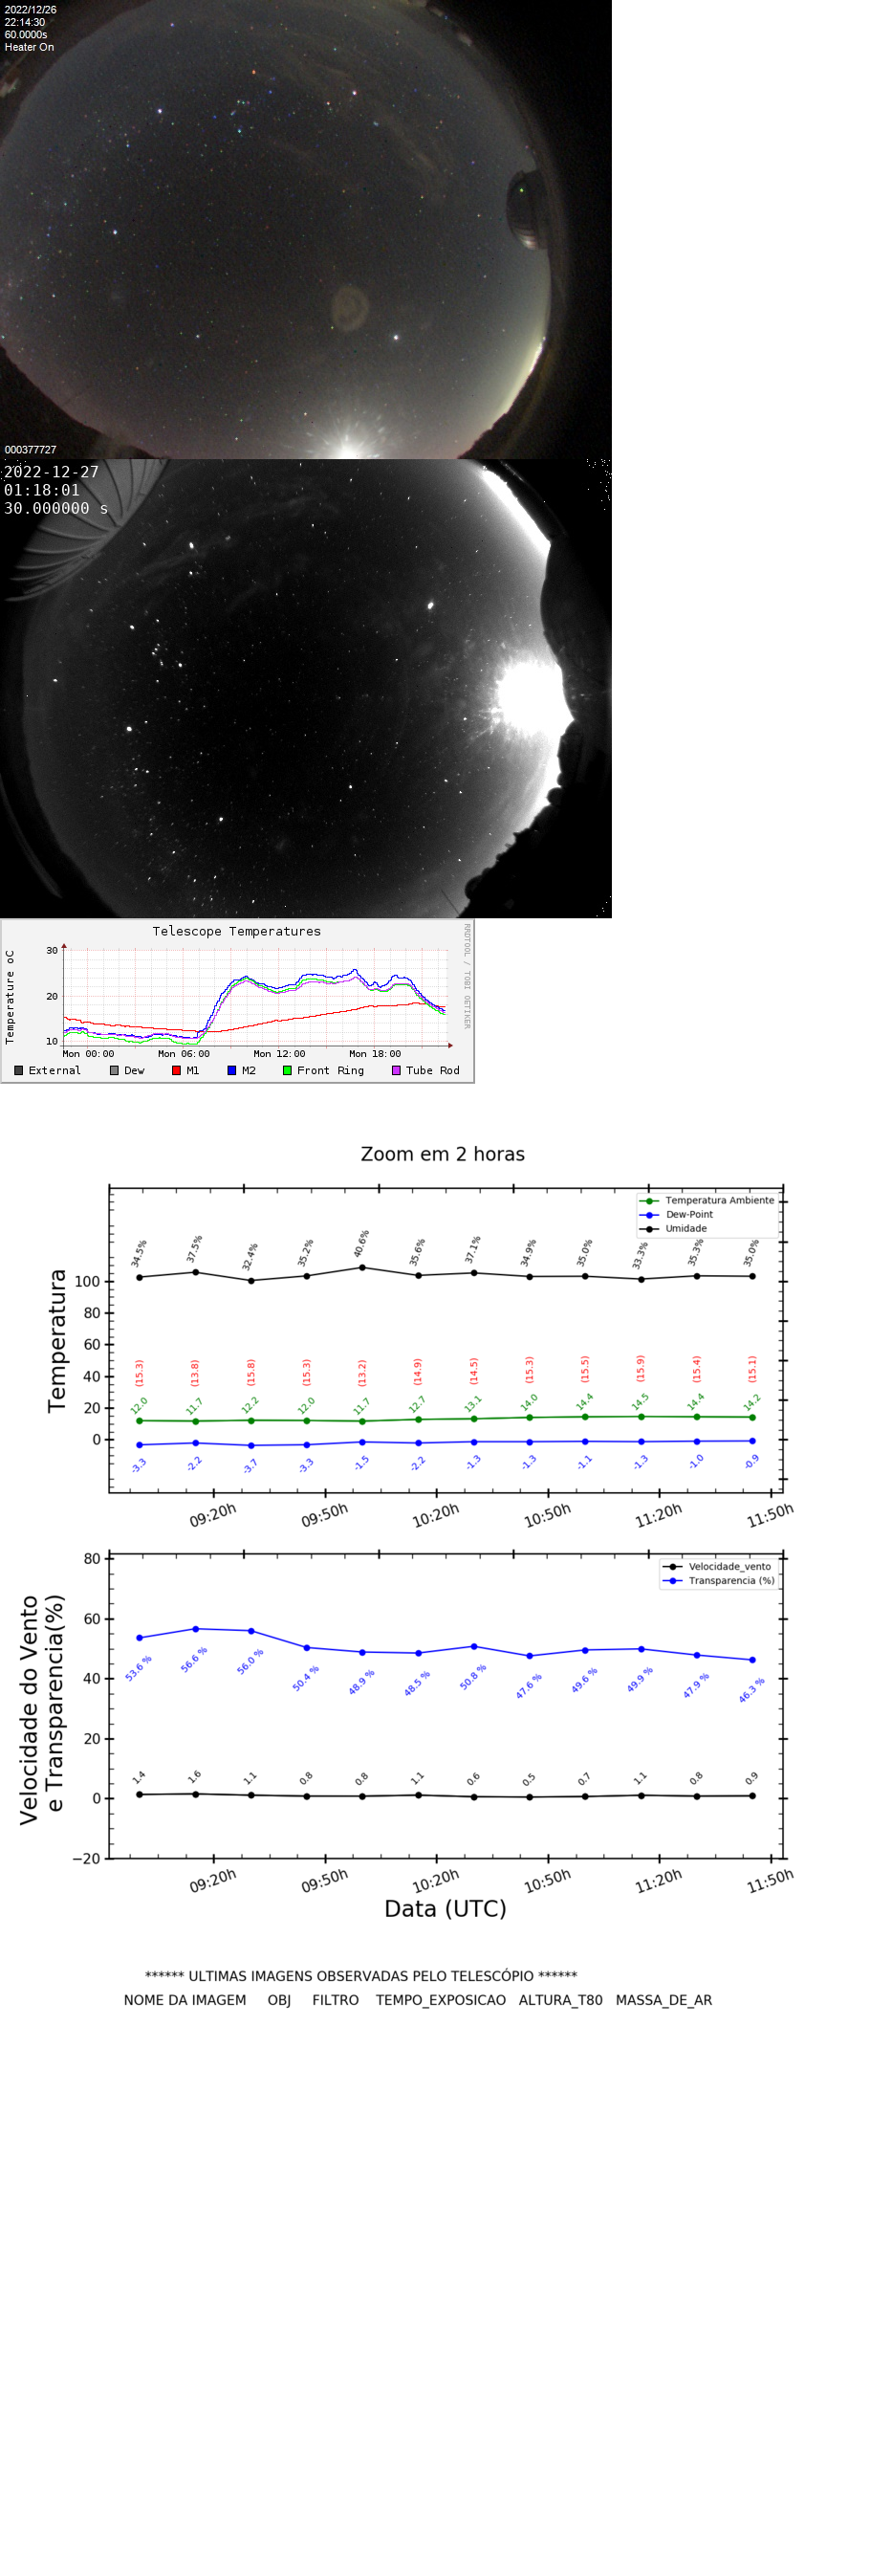 2022/12/26
22:14:30
60.0000s
Heater On
000377727
2022-12-27
01:18:01
30.000000 s
Telescope Temperatures
RRDTOOL / TOBI OETIKER
Temperature oC
30
20
10
Mon 00:00 Mon 06:00 Mon 12:00 Mon 18:00
External Dew M1 M2 Front Ring Tube Rod
Zoom em 2 horas
Temperatura Ambiente
Dew-Point
Umidade
34.5% 37.5% 32.4% 35.2% 40.6% 35.6% 37.1% 34.9% 35.0% 33.3% 35.3% 35.0%
Temperatura
100
80
60
40
20
0
(15.3) (13.8) (15.8) (15.3) (13.2) (14.9) (14.5) (15.3) (15.5) (15.9) (15.4) (15.1)
12.0 11.7 12.2 12.0 11.7 12.7 13.1 14.0 14.4 14.5 14.4 14.2
-3.3 -2.2 -3.7 -3.3 -1.5 -2.2 -1.3 -1.3 -1.1 -1.3 -1.0 -0.9
09:20h 09:50h 10:20h 10:50h 11:20h 11:50h
Velocidade_vento
Transparencia (%)
Velocidade do Vento
e Transparencia(%)
80
60
40
20
0
−20
53.6 % 56.6 % 56.0 % 50.4 % 48.9 % 48.5 % 50.8 % 47.6 % 49.6 % 49.9 % 47.9 % 46.3 %
1.4 1.6 1.1 0.8 0.8 1.1 0.6 0.5 0.7 1.1 0.8 0.9
09:20h 09:50h 10:20h 10:50h 11:20h 11:50h
Data (UTC)
****** ULTIMAS IMAGENS OBSERVADAS PELO TELESCÓPIO ******
NOME DA IMAGEM OBJ FILTRO TEMPO_EXPOSICAO ALTURA_T80 MASSA_DE_AR